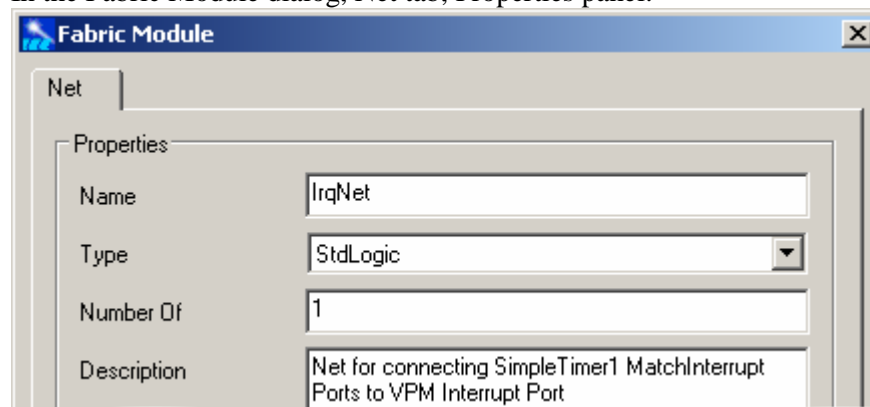 In the Fabric Module dialog, Net tab, Properties panel:
Fabric Module
Net
Properties
Name
IrqNet
Type
StdLogic
Number Of
1
Description
Net for connecting SimpleTimer1 MatchInterrupt
Ports to VPM Interrupt Port